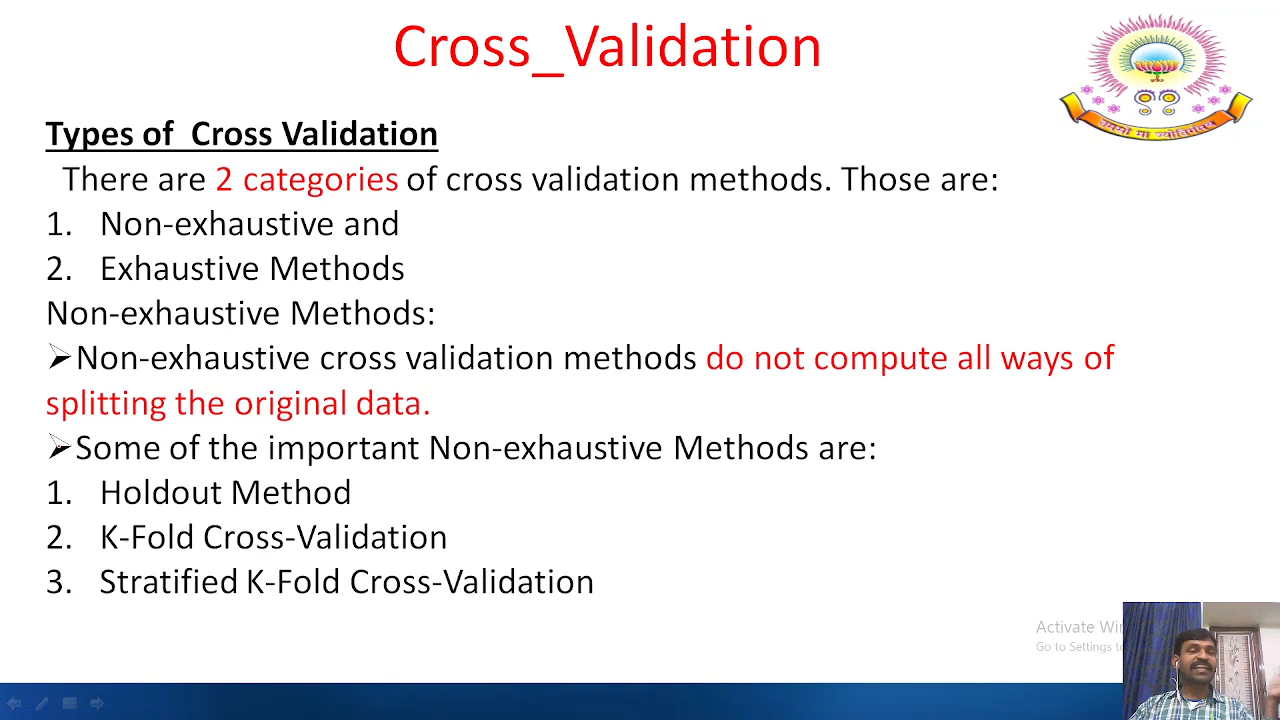 Cross_Validation
तमसो मा ज्योतिर्गमय
Types of Cross Validation
There are 2 categories of cross validation methods. Those are:
1. Non-exhaustive and
2. Exhaustive Methods
Non-exhaustive Methods:
➢Non-exhaustive cross validation methods do not compute all ways of
splitting the original data.
➢Some of the important Non-exhaustive Methods are:
1. Holdout Method
2. K-Fold Cross-Validation
3. Stratified K-Fold Cross-Validation
Activate Win
Go to Settings t